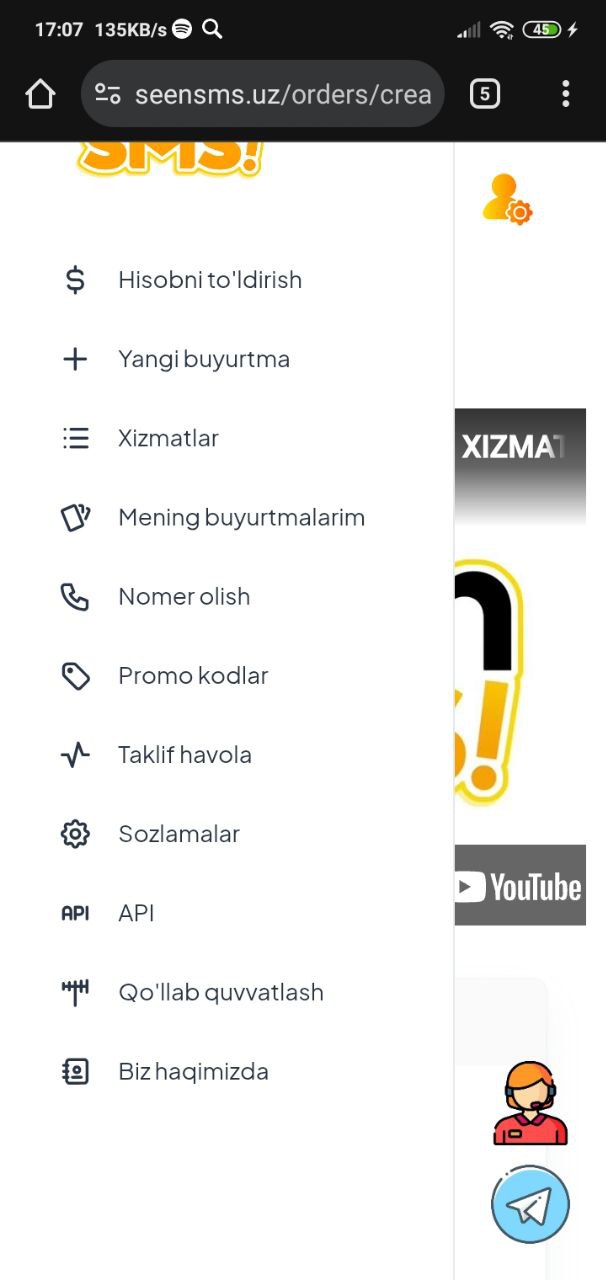 17:07 135KB/s
45
seensms.uz/orders/crea
5
SMS!
Hisobni to'ldirish
Yangi buyurtma
Xizmatlar
XIZMAT
Mening buyurtmalarim
Nomer olish
Promo kodlar
Taklif havola
Sozlamalar
YouTube
API API
Qo'llab quvvatlash
Biz haqimizda